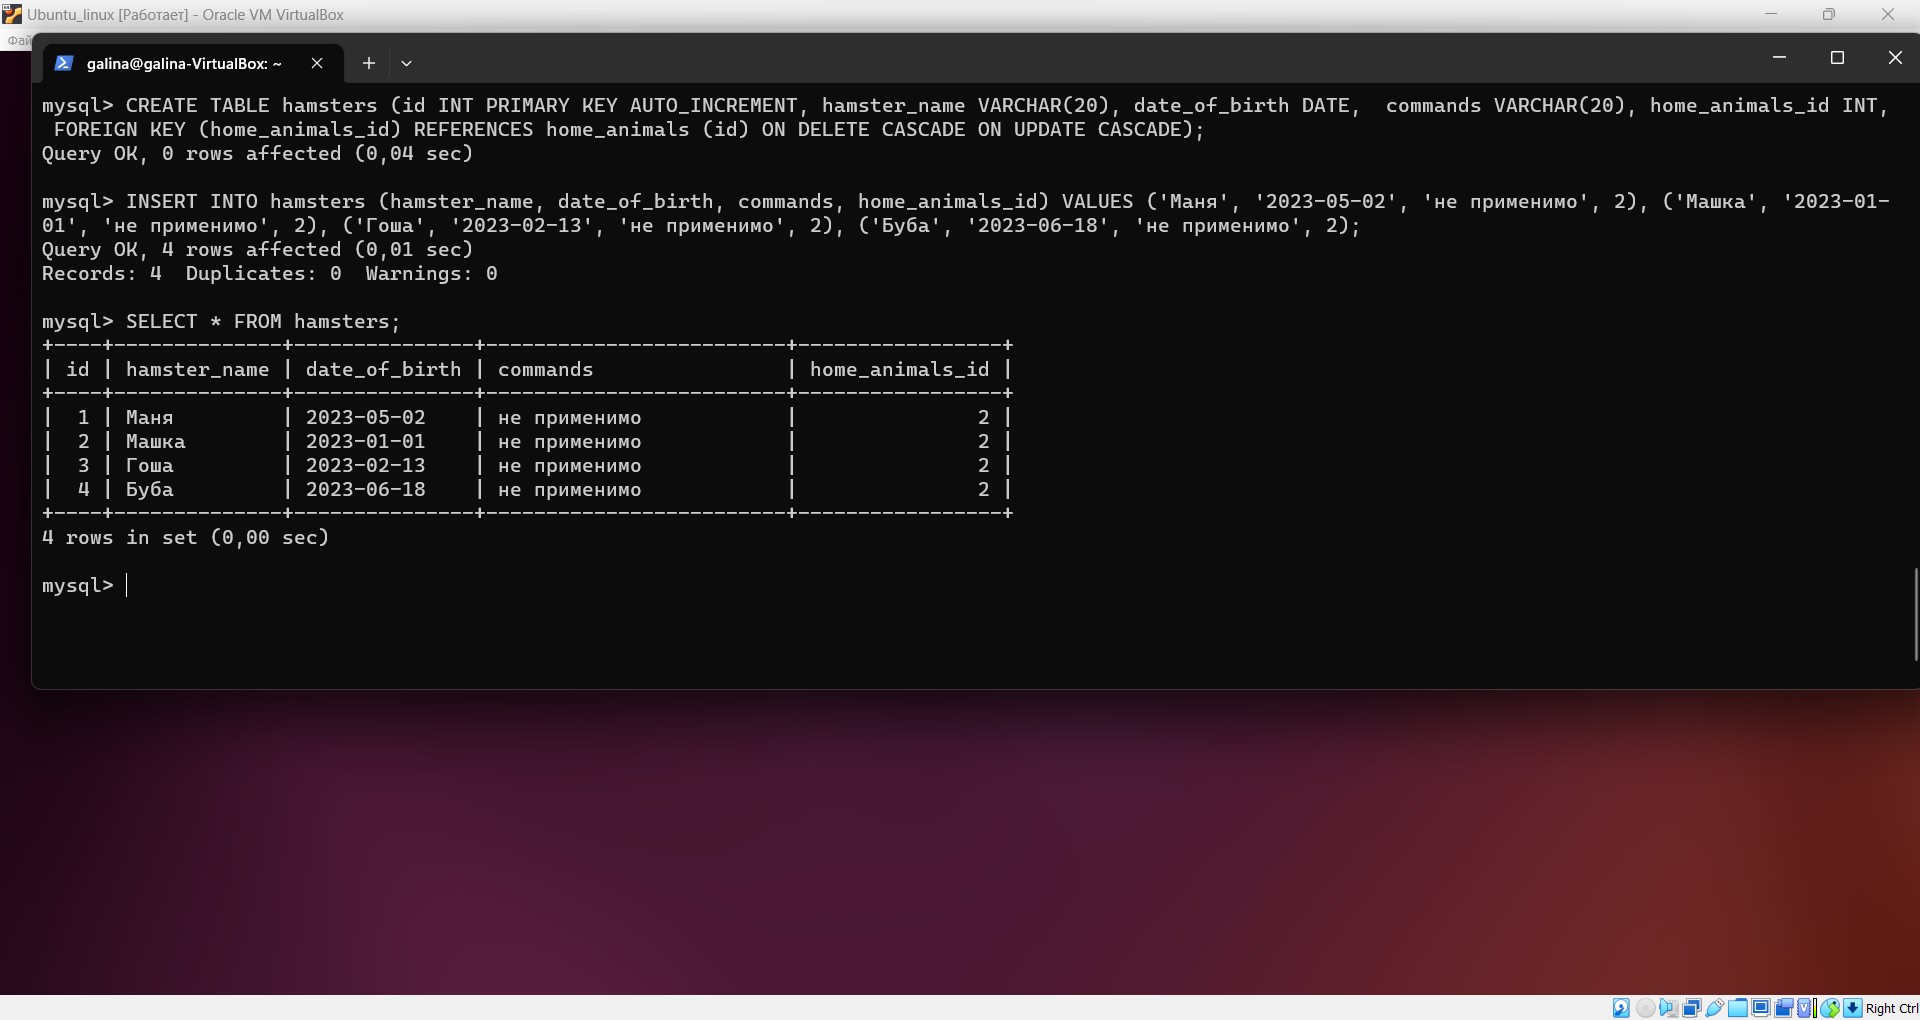 Ubuntu_linux [Работает] - Oracle VM VirtualBox
galina@galina-VirtualBox: ~
mysql> CREATE TABLE hamsters (id INT PRIMARY KEY AUTO_INCREMENT, hamster_name VARCHAR(20), date_of_birth DATE,  commands VARCHAR(20), home_animals_id INT,
 FOREIGN KEY (home_animals_id) REFERENCES home_animals (id) ON DELETE CASCADE ON UPDATE CASCADE);
Query OK, 0 rows affected (0,04 sec)
mysql> INSERT INTO hamsters (hamster_name, date_of_birth, commands, home_animals_id) VALUES ('Маня', '2023-05-02', 'не применимо', 2), ('Машка', '2023-01-
01', 'не применимо', 2), ('Гоша', '2023-02-13', 'не применимо', 2), ('Буба', '2023-06-18', 'не применимо', 2);
Query OK, 4 rows affected (0,01 sec)
Records: 4  Duplicates: 0  Warnings: 0
mysql> SELECT * FROM hamsters;
+----+--------------+---------------+-------------------------+-----------------+
| id | hamster_name | date_of_birth | commands                | home_animals_id |
+----+--------------+---------------+-------------------------+-----------------+
|  1 | Маня         | 2023-05-02    | не применимо            |               2 |
|  2 | Машка        | 2023-01-01    | не применимо            |               2 |
|  3 | Гоша         | 2023-02-13    | не применимо            |               2 |
|  4 | Буба         | 2023-06-18    | не применимо            |               2 |
+----+--------------+---------------+-------------------------+-----------------+
4 rows in set (0,00 sec)
mysql>
Right Ctrl